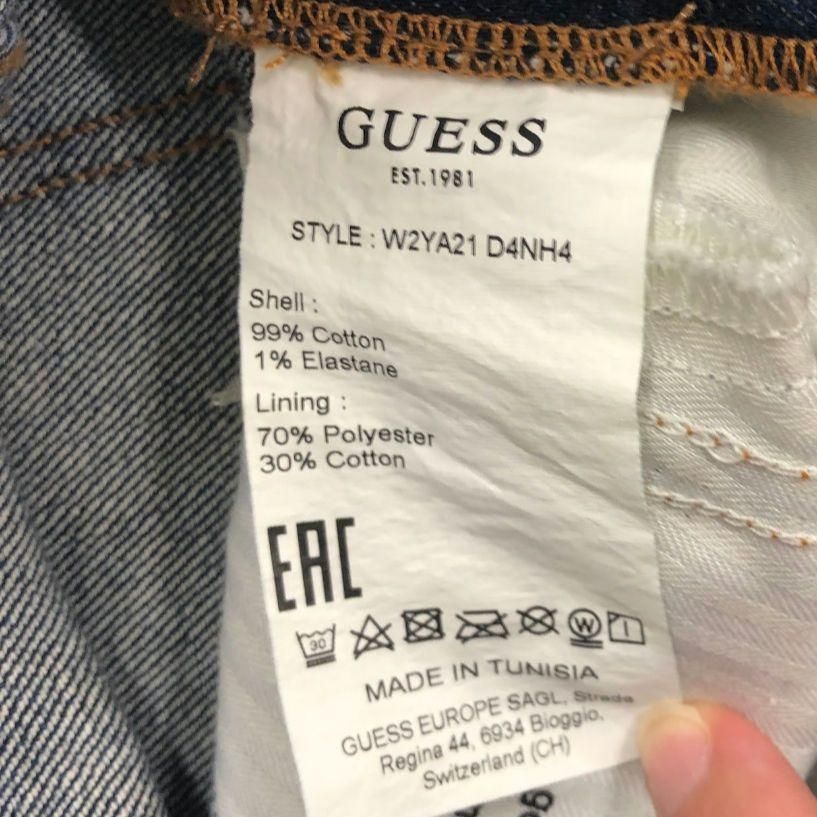 GUESS
EST.1981
STYLE : W2YA21 D4NH4
Shell :
99% Cotton
1% Elastane
Lining :
70% Polyester
30% Cotton
EAC
30 W
MADE IN TUNISIA
GUESS EUROPE SAGL, Strada
Regina 44, 6934 Bioggio,
Switzerland (CH)